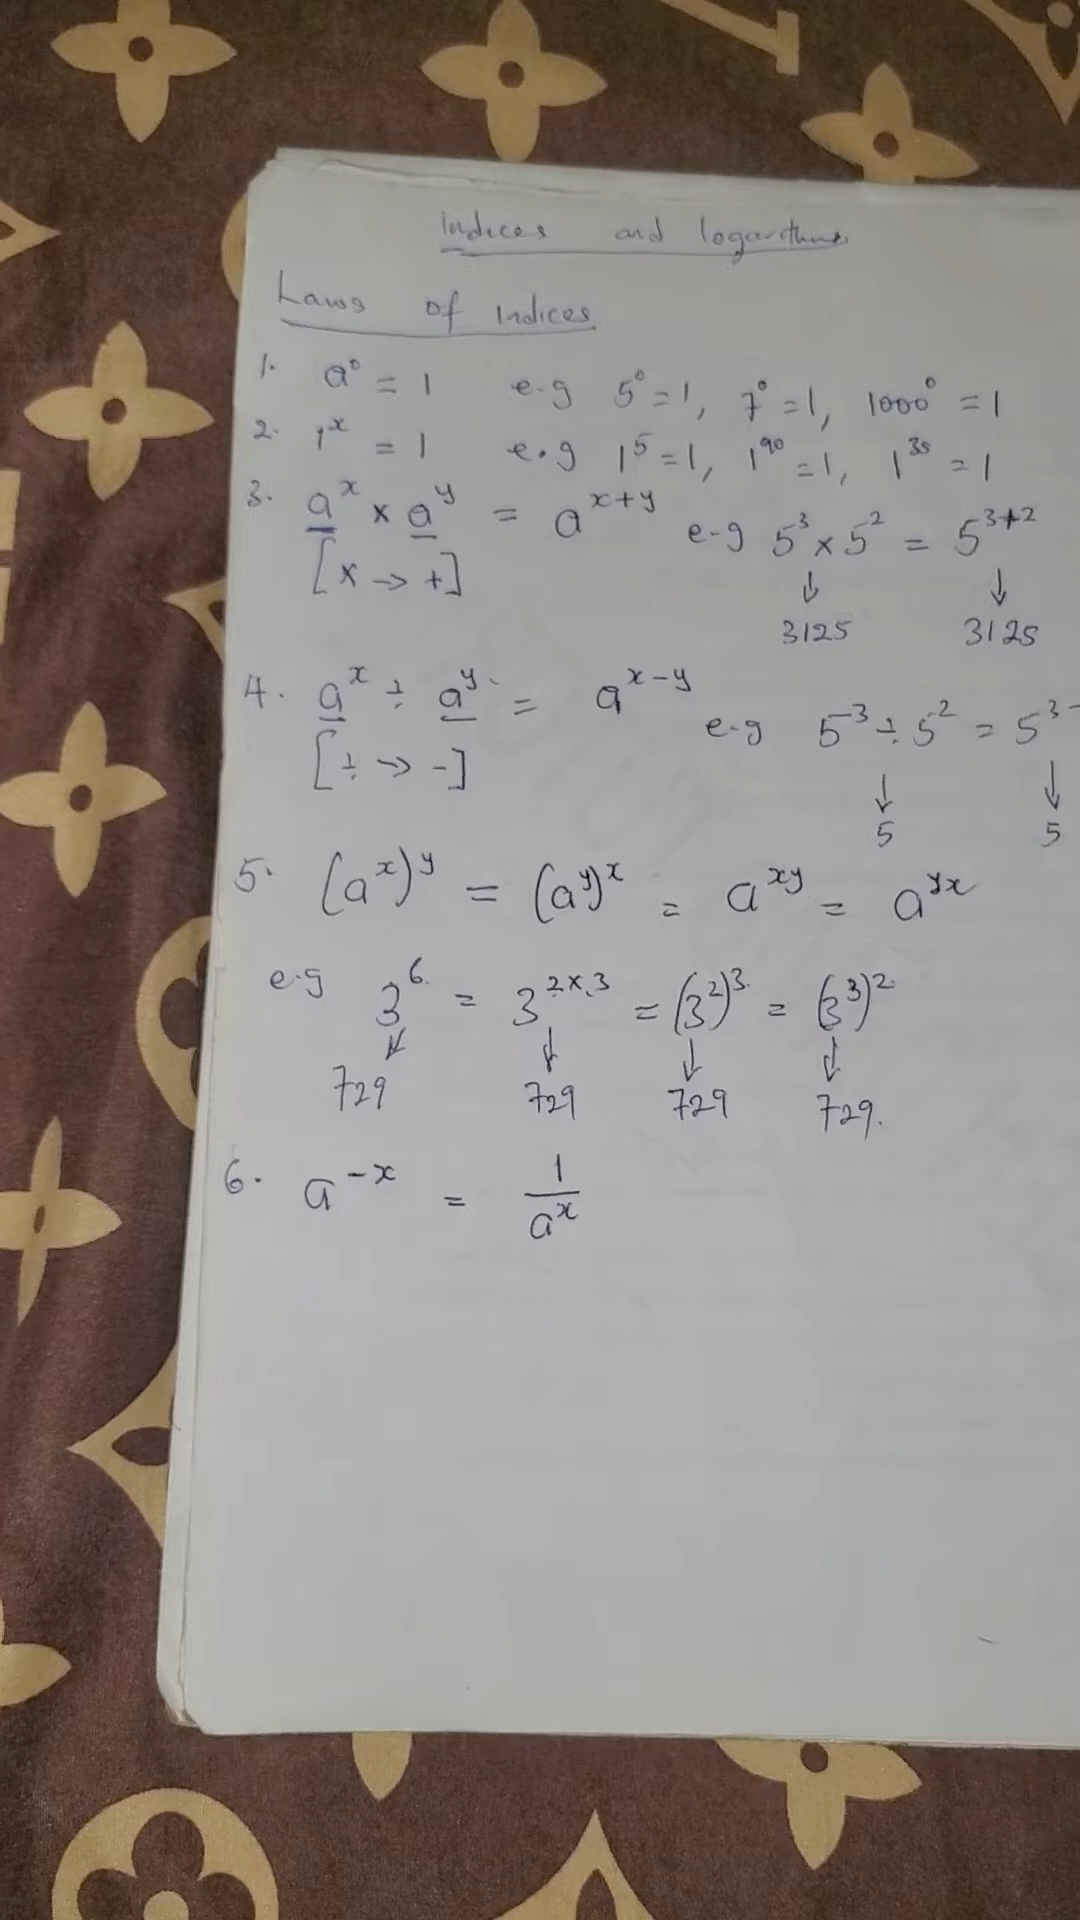 Indices and logarithms
Laws of Indices
1. a⁰ = 1 e.g 5⁰ = 1, 7⁰ = 1, 1000⁰ = 1
2. 1ˣ = 1 e.g 1⁵ = 1, 1⁹⁰ = 1, 1³⁵ = 1
3. aˣ × aʸ = aˣ⁺ʸ e-g 5³ × 5² = 5³⁺²
[× → +] ↓ ↓
3125 3125
4. aˣ ÷ aʸ = aˣ⁻ʸ e-g 5³ ÷ 5² = 5³⁻
[÷ → -] ↓ ↓
5 5
5. (aˣ)ʸ = (aʸ)ˣ = aˣʸ = aʸˣ
e.g 3⁶ = 3²ˣ³ = (3²)³ = (3³)²
↓ ↓ ↓ ↓
729 729 729 729.
6. a⁻ˣ = 1/aˣ